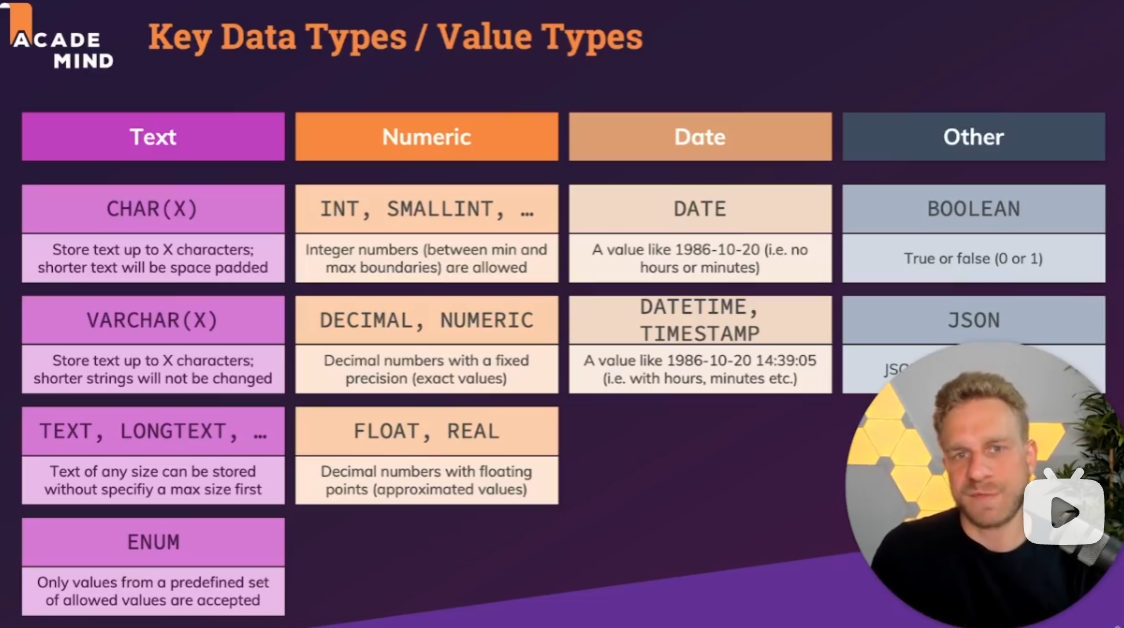 ACADE
MIND
Key Data Types / Value Types
Text
Numeric
Date
Other
CHAR(X)
Store text up to X characters;
shorter text will be space padded
INT, SMALLINT, …
Integer numbers (between min and
max boundaries) are allowed
DATE
A value like 1986-10-20 (i.e. no
hours or minutes)
BOOLEAN
True or false (0 or 1)
VARCHAR(X)
Store text up to X characters;
shorter strings will not be changed
DECIMAL, NUMERIC
Decimal numbers with a fixed
precision (exact values)
DATETIME,
TIMESTAMP
A value like 1986-10-20 14:39:05
(i.e. with hours, minutes etc.)
JSON
TEXT, LONGTEXT, …
Text of any size can be stored
without specifiy a max size first
FLOAT, REAL
Decimal numbers with floating
points (approximated values)
ENUM
Only values from a predefined set
of allowed values are accepted